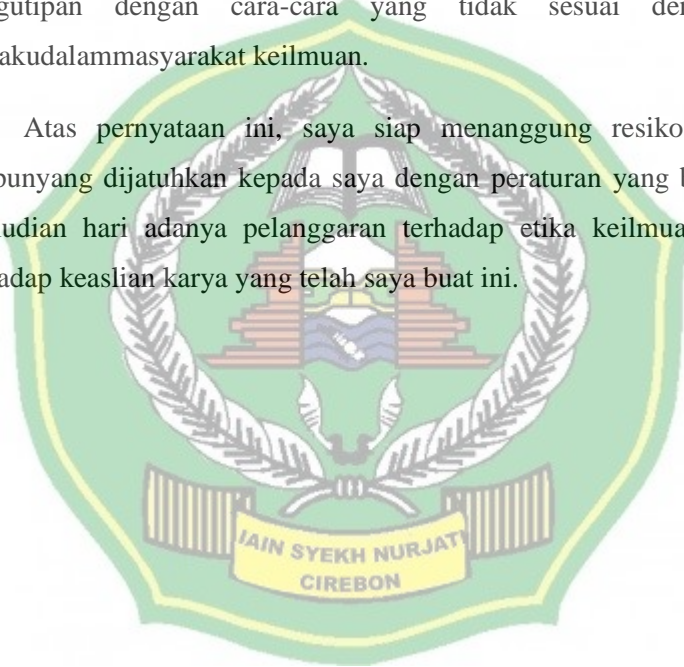 gutipan dengan cara-cara yang tidak sesuai den
akudalammasyarakat keilmuan.
Atas pernyataan ini, saya siap menanggung resiko
punyang dijatuhkan kepada saya dengan peraturan yang b
udian hari adanya pelanggaran terhadap etika keilmua
adap keaslian karya yang telah saya buat ini.
IAIN SYEKH NURJATI
CIREBON